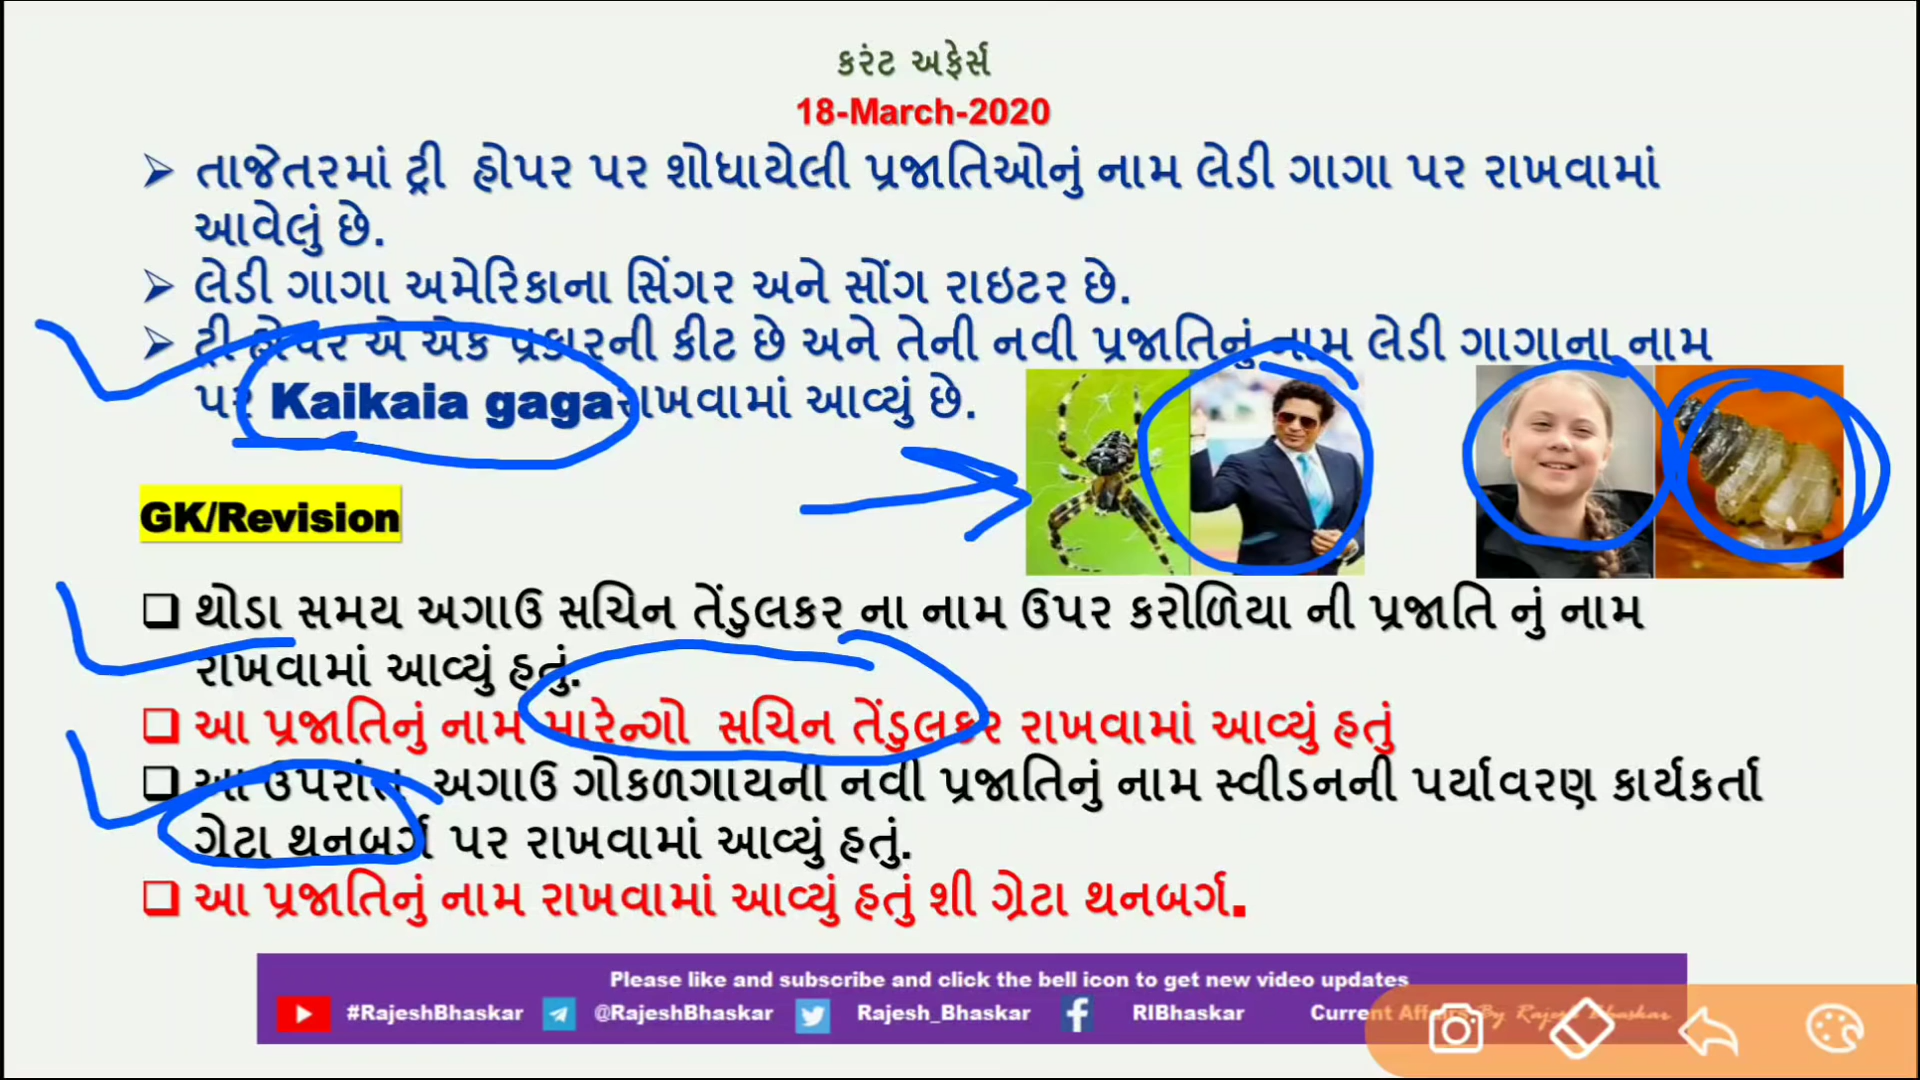 કરંટ અફેર્સ
18-March-2020
તાજેતરમાં ટ્રી હોપર પર શોધાયેલી પ્રજાતિઓનું નામ લેડી ગાગા પર રાખવામાં
આવેલું છે.
લેડી ગાગા અમેરિકાના સિંગર અને સોંગ રાઇટર છે.
ટ્રી હોપર એ એક પ્રકારની કીટ છે અને તેની નવી પ્રજાતિનું નામ લેડી ગાગાના નામ
પર Kaikaia gaga રાખવામાં આવ્યું છે.
GK/Revision
થોડા સમય અગાઉ સચિન તેંડુલકર ના નામ ઉપર કરોળિયા ની પ્રજાતિ નું નામ
રાખવામાં આવ્યું હતું.
આ પ્રજાતિનું નામ મારેન્ગો સચિન તેંડુલકર રાખવામાં આવ્યું હતું
આ ઉપરાંત અગાઉ ગોકળગાયની નવી પ્રજાતિનું નામ સ્વીડનની પર્યાવરણ કાર્યકર્તા
ગ્રેટા થનબર્ગ પર રાખવામાં આવ્યું હતું.
આ પ્રજાતિનું નામ રાખવામાં આવ્યું હતું શી ગ્રેટા થનબર્ગ.
Please like and subscribe and click the bell icon to get new video updates
#RajeshBhaskar @RajeshBhaskar Rajesh_Bhaskar RIBhaskar Current Affairs By Rajesh Bhaskar